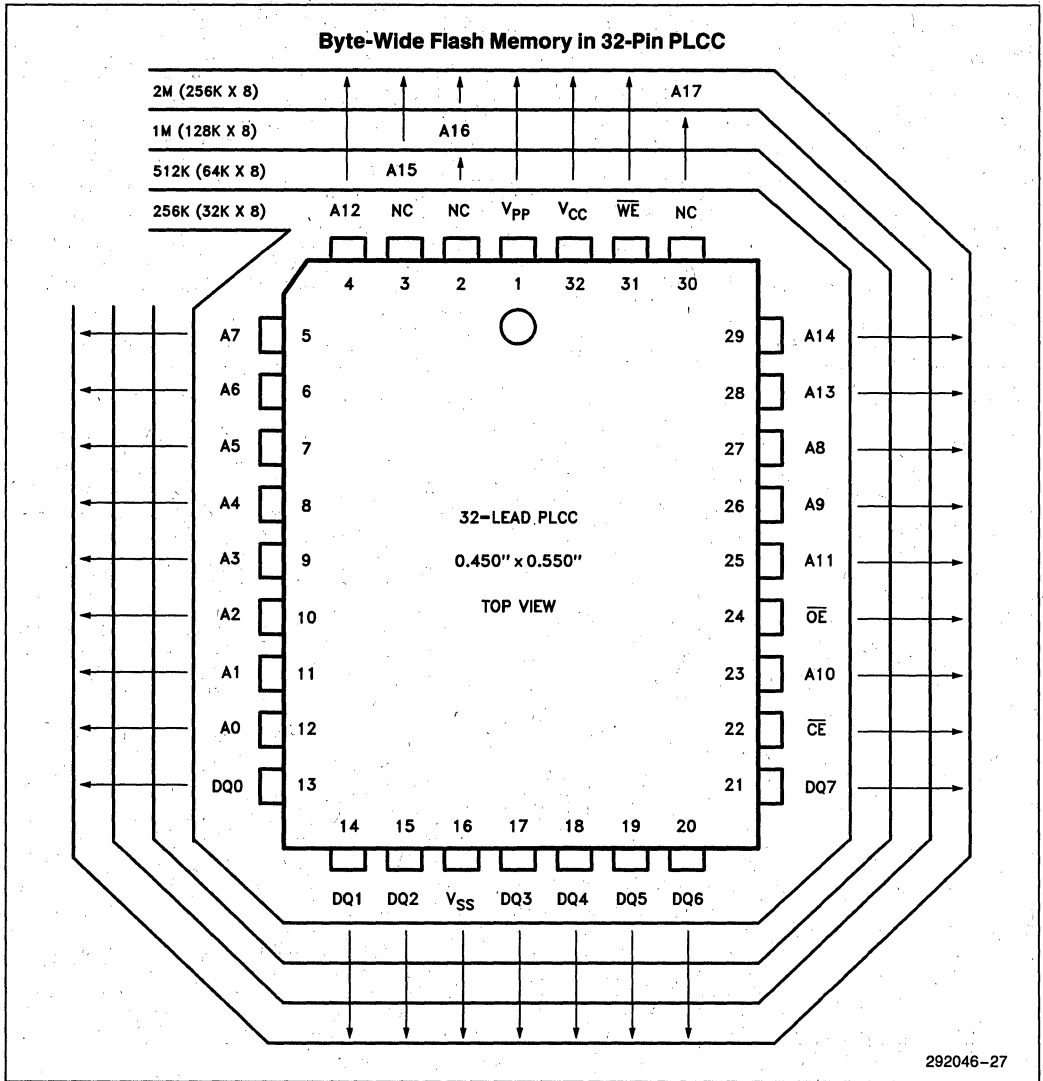 Byte-Wide Flash Memory in 32-Pin PLCC
2M (256K X 8) A17
1M (128K X 8) A16
512K (64K X 8) A15
256K (32K X 8) A12 NC NC VPP VCC W̅E̅ NC
4 3 2 1 32 31 30
A7 5 29 A14
A6 6 28 A13
A5 7 27 A8
A4 8 26 A9
32-LEAD PLCC
A3 9 25 A11
0.450" x 0.550"
TOP VIEW
A2 10 24 O̅E̅
A1 11 23 A10
A0 12 22 C̅E̅
DQ0 13 21 DQ7
14 15 16 17 18 19 20
DQ1 DQ2 VSS DQ3 DQ4 DQ5 DQ6
292046-27